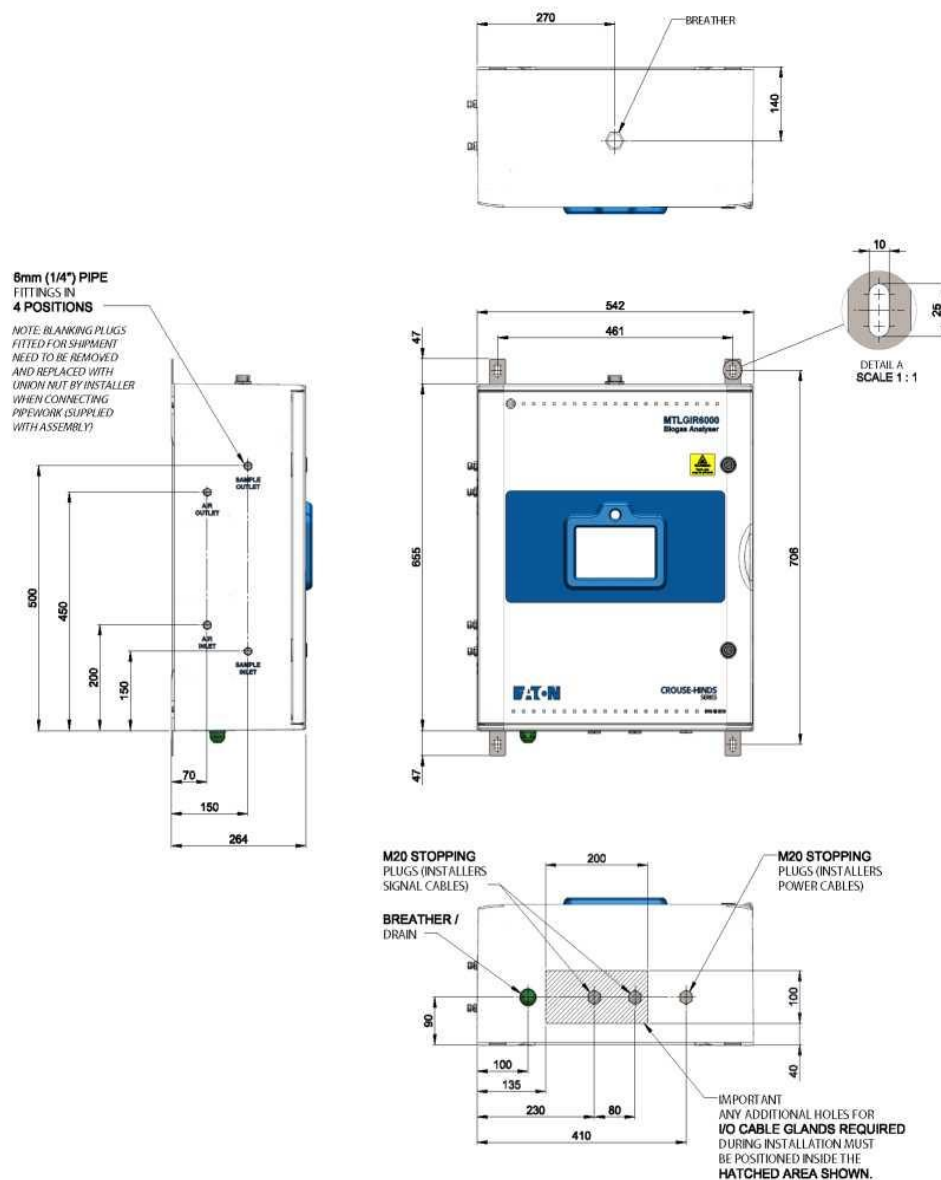 270
BREATHER
140
10
25
DETAIL A
SCALE 1 : 1
6mm (1/4") PIPE
FITTINGS IN
4 POSITIONS
NOTE: BLANKING PLUGS
FITTED FOR SHIPMENT
NEED TO BE REMOVED
AND REPLACED WITH
UNION NUT BY INSTALLER
WHEN CONNECTING
PIPEWORK (SUPPLIED
WITH ASSEMBLY)
SAMPLE
OUTLET
AIR
OUTLET
AIR
INLET
SAMPLE
INLET
500
450
200
150
70
150
264
542
461
47
655
706
47
MTLGIR6000
Biogas Analyser
EATON
CROUSE-HINDS
SERIES
M20 STOPPING
PLUGS (INSTALLERS
SIGNAL CABLES)
200
M20 STOPPING
PLUGS (INSTALLERS
POWER CABLES)
BREATHER /
DRAIN
90
100
40
100
135
230
80
410
IMPORTANT
ANY ADDITIONAL HOLES FOR
I/O CABLE GLANDS REQUIRED
DURING INSTALLATION MUST
BE POSITIONED INSIDE THE
HATCHED AREA SHOWN.